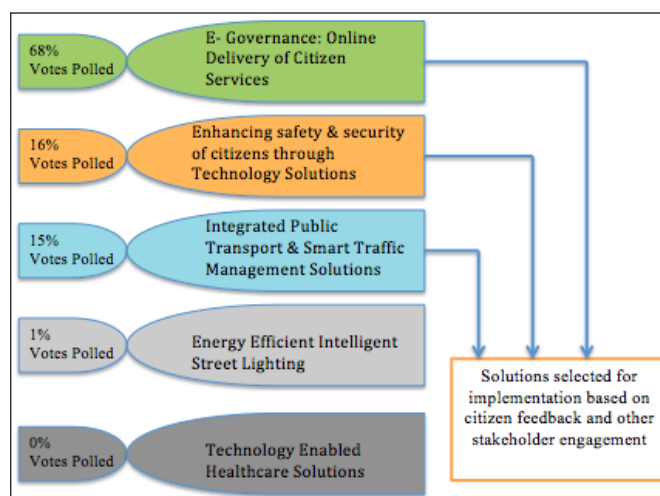 68%
Votes Polled
E- Governance: Online
Delivery of Citizen
Services
16%
Votes Polled
Enhancing safety & security
of citizens through
Technology Solutions
15%
Votes Polled
Integrated Public
Transport & Smart Traffic
Management Solutions
1%
Votes Polled
Energy Efficient Intelligent
Street Lighting
Solutions selected for
implementation based on
citizen feedback and other
stakeholder engagement
0%
Votes Polled
Technology Enabled
Healthcare Solutions